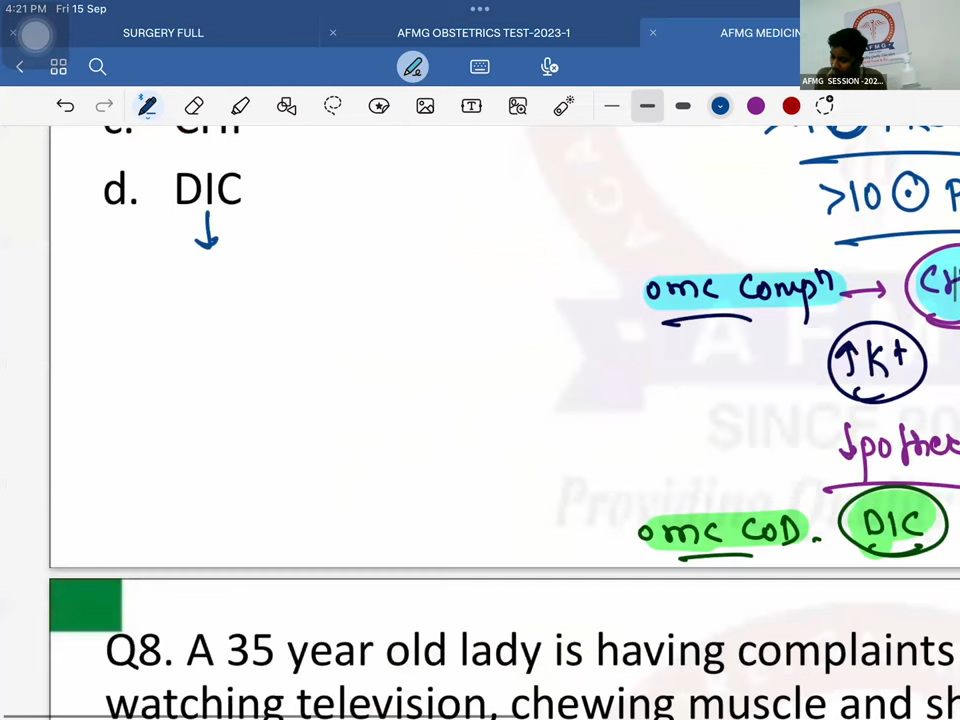 4:21 PM Fri 15 Sep
SURGERY FULL
AFMG OBSTETRICS TEST-2023-1
AFMG MEDICIN
AFMG SESSION -202...
d. DIC
>10
omc compn → CH
↑K+
omc COD. DIC
SINCE
Q8. A 35 year old lady is having complaints
watching television, chewing muscle and sh